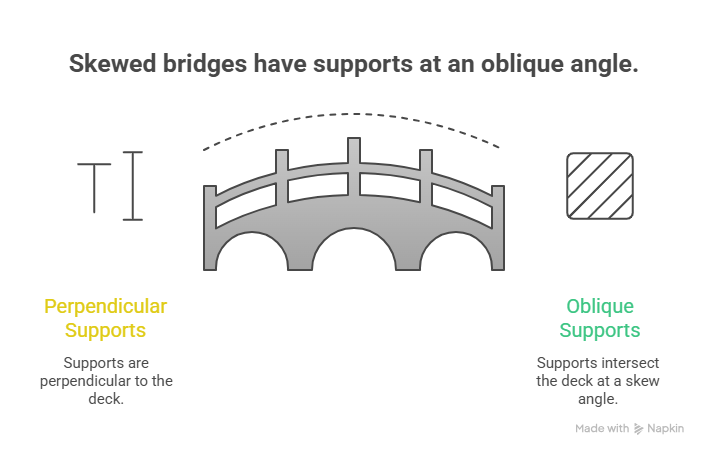 Skewed bridges have supports at an oblique angle.
Perpendicular
Supports
Supports are
perpendicular to the
deck.
Oblique
Supports
Supports intersect
the deck at a skew
angle.
Made with Napkin